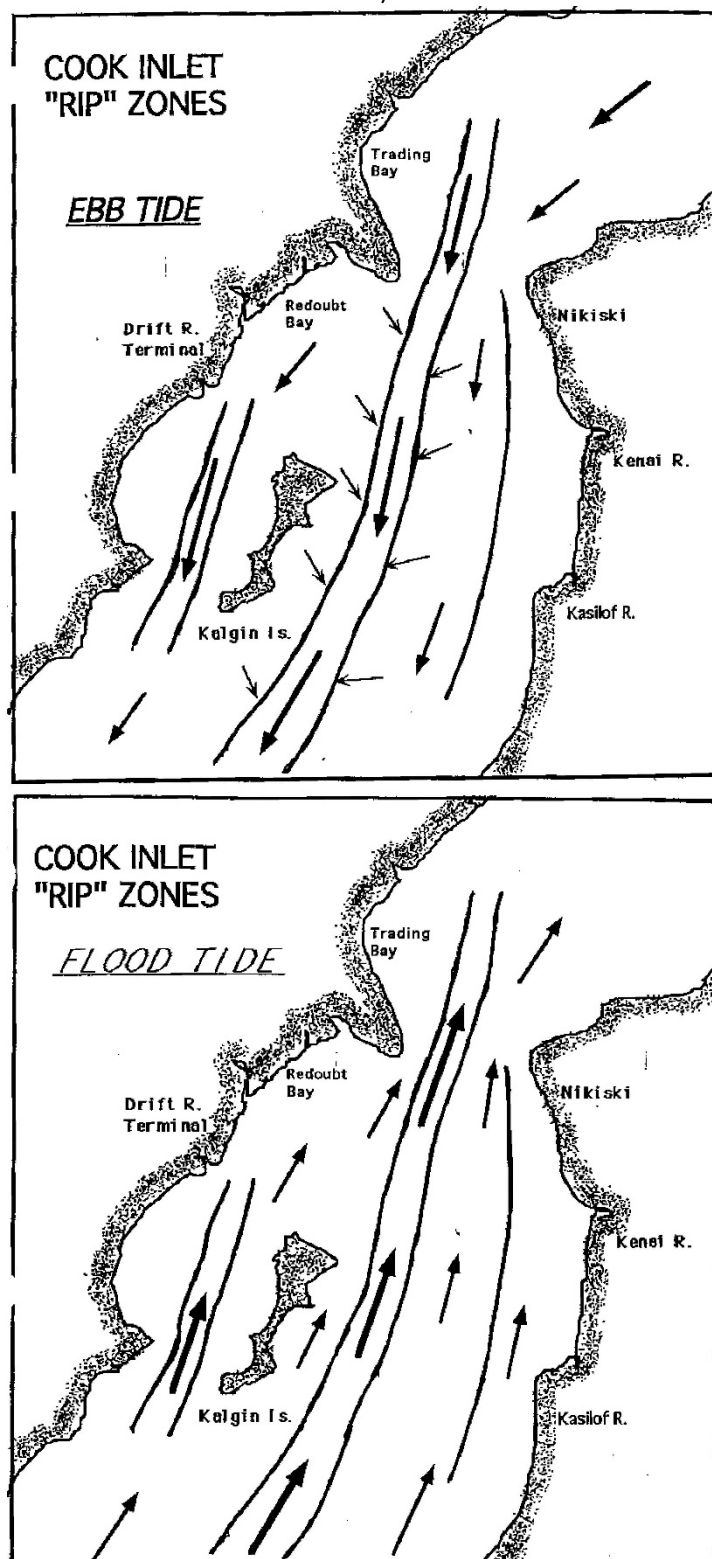 COOK INLET
"RIP" ZONES
EBB TIDE
Trading
Bay
Redoubt
Bay
Drift R.
Terminal
Nikiski
Kenai R.
Kasilof R.
Kalgin Is.
COOK INLET
"RIP" ZONES
FLOOD TIDE
Trading
Bay
Redoubt
Bay
Drift R.
Terminal
Nikiski
Kenai R.
Kalgin Is.
Kasilof R.